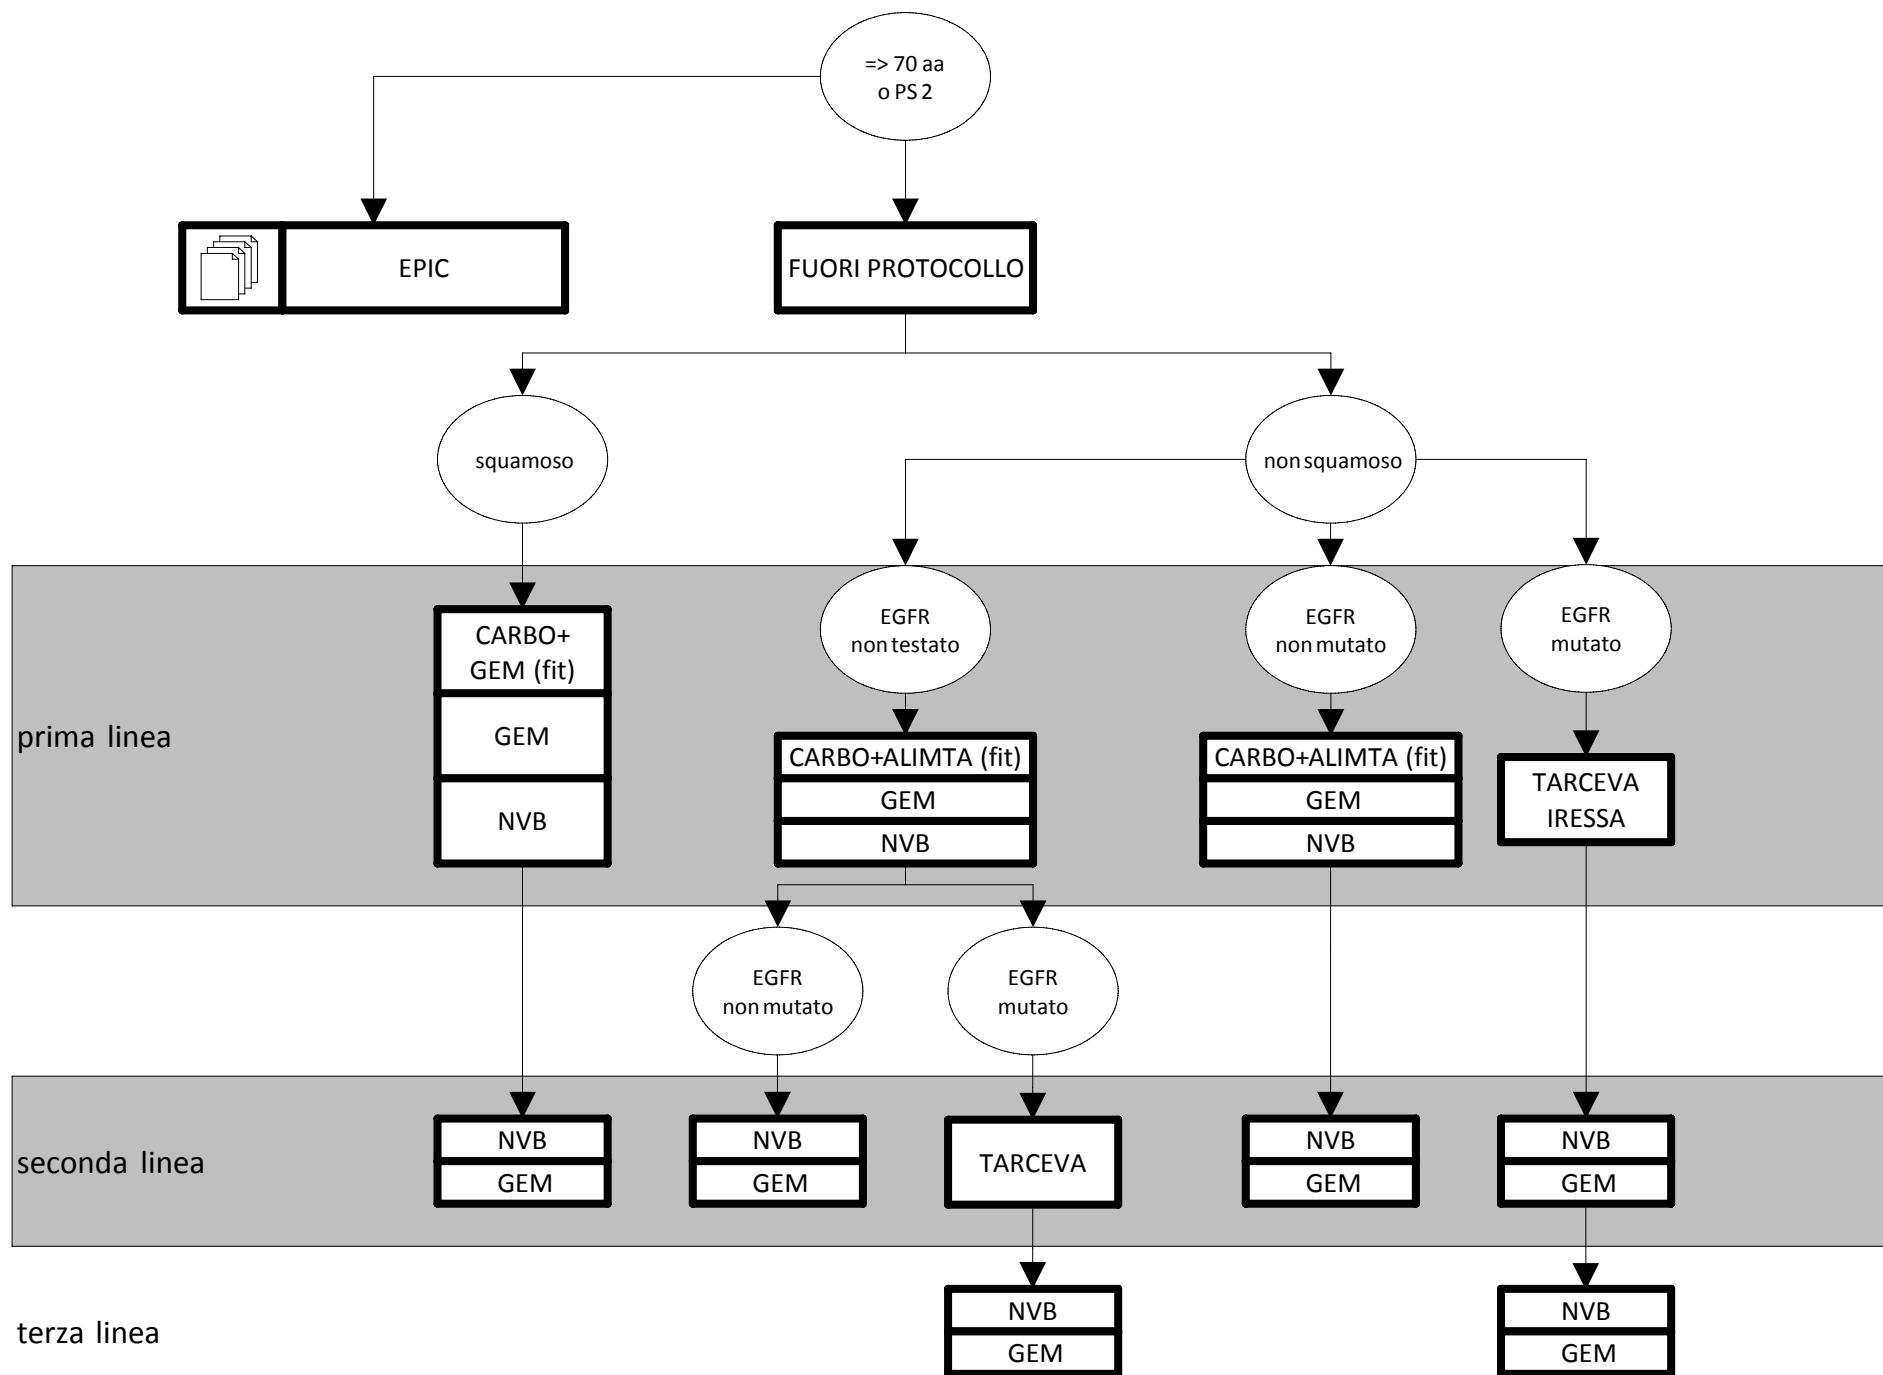 => 70 aa
o PS 2
EPIC
FUORI PROTOCOLLO
squamoso
non squamoso
prima linea
CARBO+
GEM (fit)
GEM
NVB
EGFR
non testato
CARBO+ALIMTA (fit)
GEM
NVB
EGFR
non mutato
CARBO+ALIMTA (fit)
GEM
NVB
EGFR
mutato
TARCEVA
IRESSA
EGFR
non mutato
EGFR
mutato
seconda linea
NVB
GEM
NVB
GEM
TARCEVA
NVB
GEM
NVB
GEM
terza linea
NVB
GEM
NVB
GEM